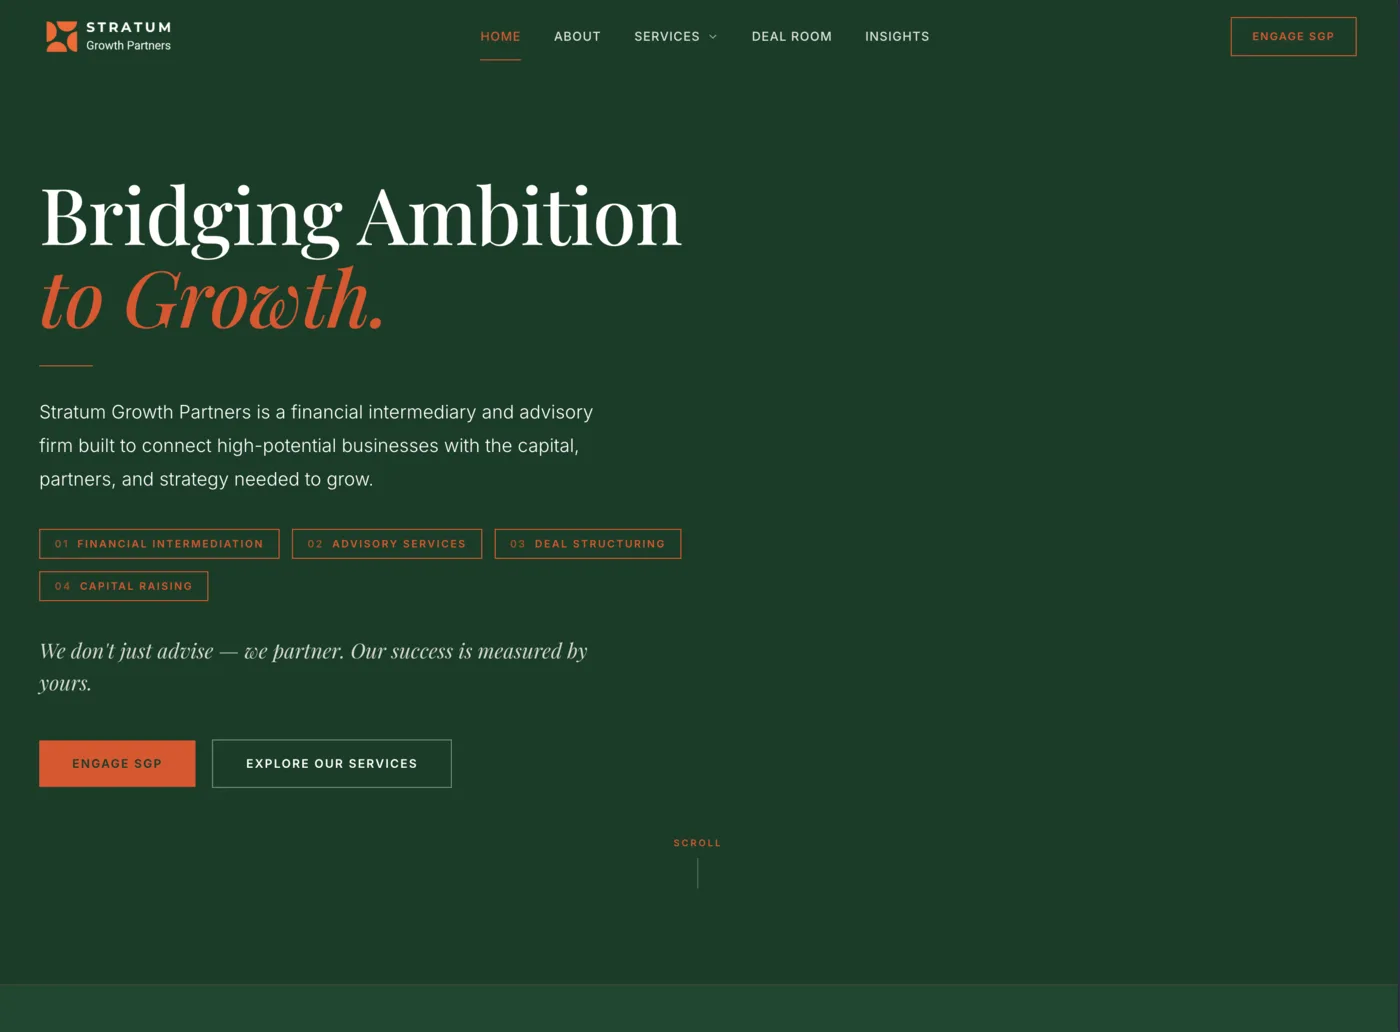 STRATUM
Growth Partners
HOME
ABOUT
SERVICES
DEAL ROOM
INSIGHTS
ENGAGE SGP
Bridging Ambition
to Growth.
Stratum Growth Partners is a financial intermediary and advisory
firm built to connect high-potential businesses with the capital,
partners, and strategy needed to grow.
01 FINANCIAL INTERMEDIATION
02 ADVISORY SERVICES
03 DEAL STRUCTURING
04 CAPITAL RAISING
We don't just advise — we partner. Our success is measured by
yours.
ENGAGE SGP
EXPLORE OUR SERVICES
SCROLL